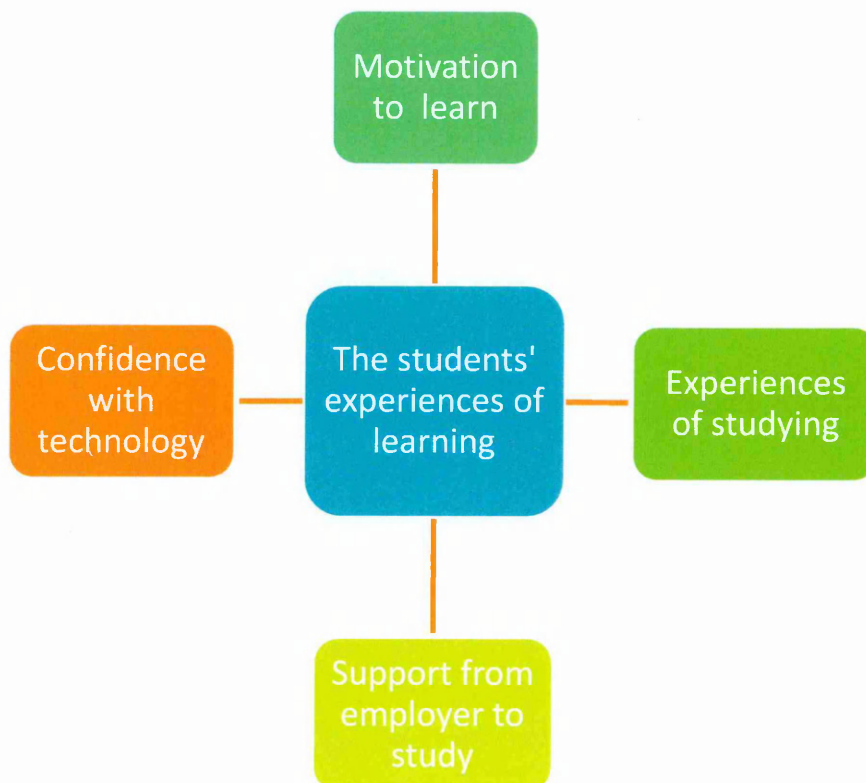 Motivation
to learn
Confidence
with
technology
The students'
experiences of
learning
Experiences
of studying
Support from
employer to
study